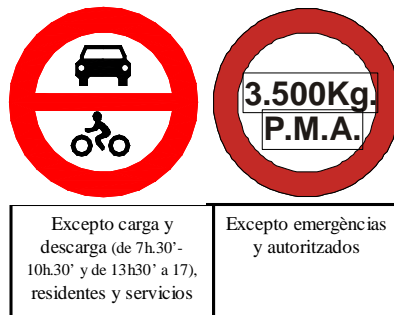 3.500Kg.
P.M.A.
Excepto carga y
descarga (de 7h.30’-
10h.30’ y de 13h30’ a 17),
residentes y servicios
Excepto emergències
y autoritzados